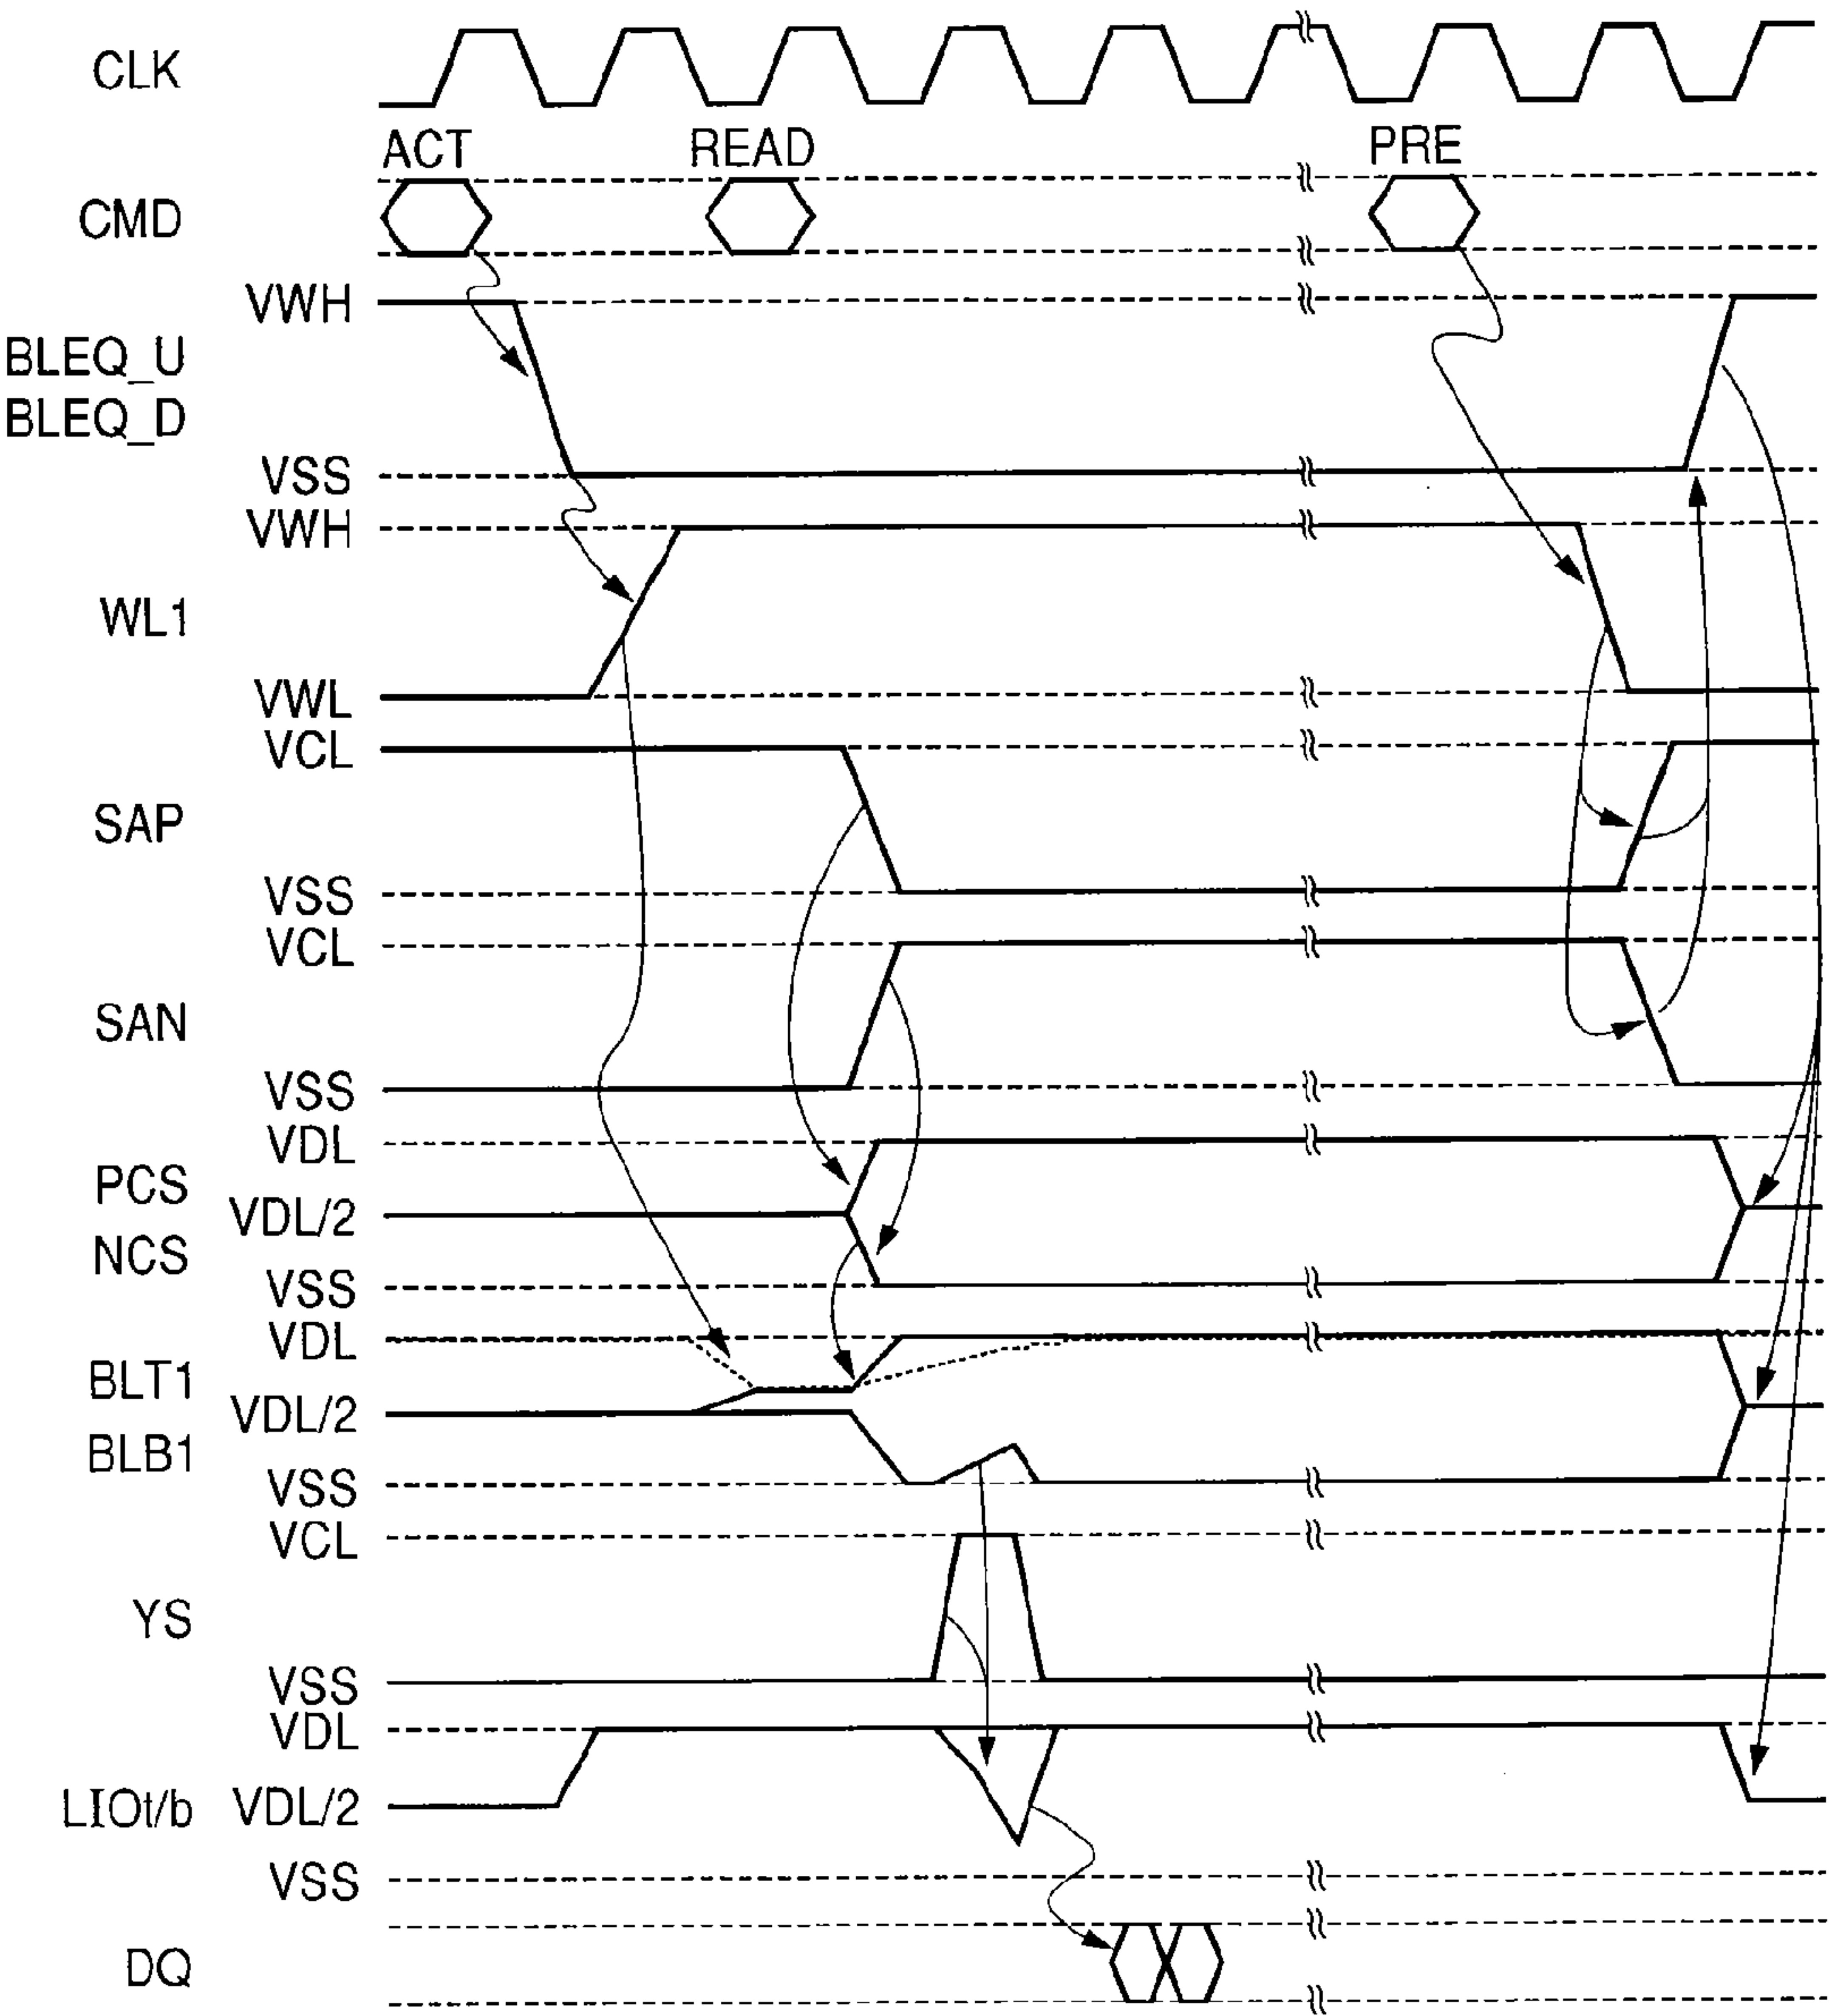 CLK
ACT READ PRE
CMD
VWH
BLEQ_U
BLEQ_D
VSS
VWH
WL1
VWL
VCL
SAP
VSS
VCL
SAN
VSS
VDL
PCS
VDL/2
NCS
VSS
VDL
BLT1
VDL/2
BLB1
VSS
VCL
YS
VSS
VDL
LIOt/b VDL/2
VSS
DQ